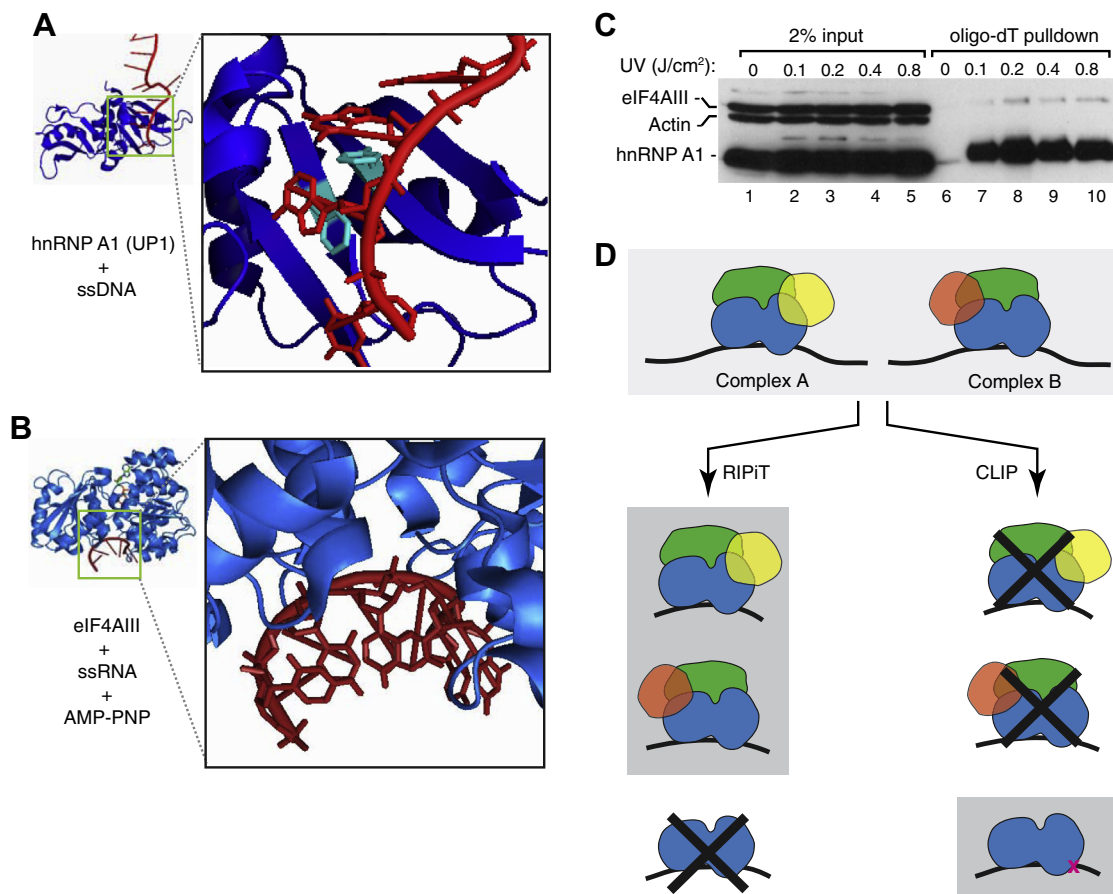 A
hnRNP A1 (UP1)
+
ssDNA
B
eIF4AIII
+
ssRNA
+
AMP-PNP
C
2% input
oligo-dT pulldown
UV (J/cm²):
0 0.1 0.2 0.4 0.8 0 0.1 0.2 0.4 0.8
eIF4AIII -
Actin
hnRNP A1 -
1 2 3 4 5 6 7 8 9 10
D
Complex A
Complex B
RIPiT
CLIP
x